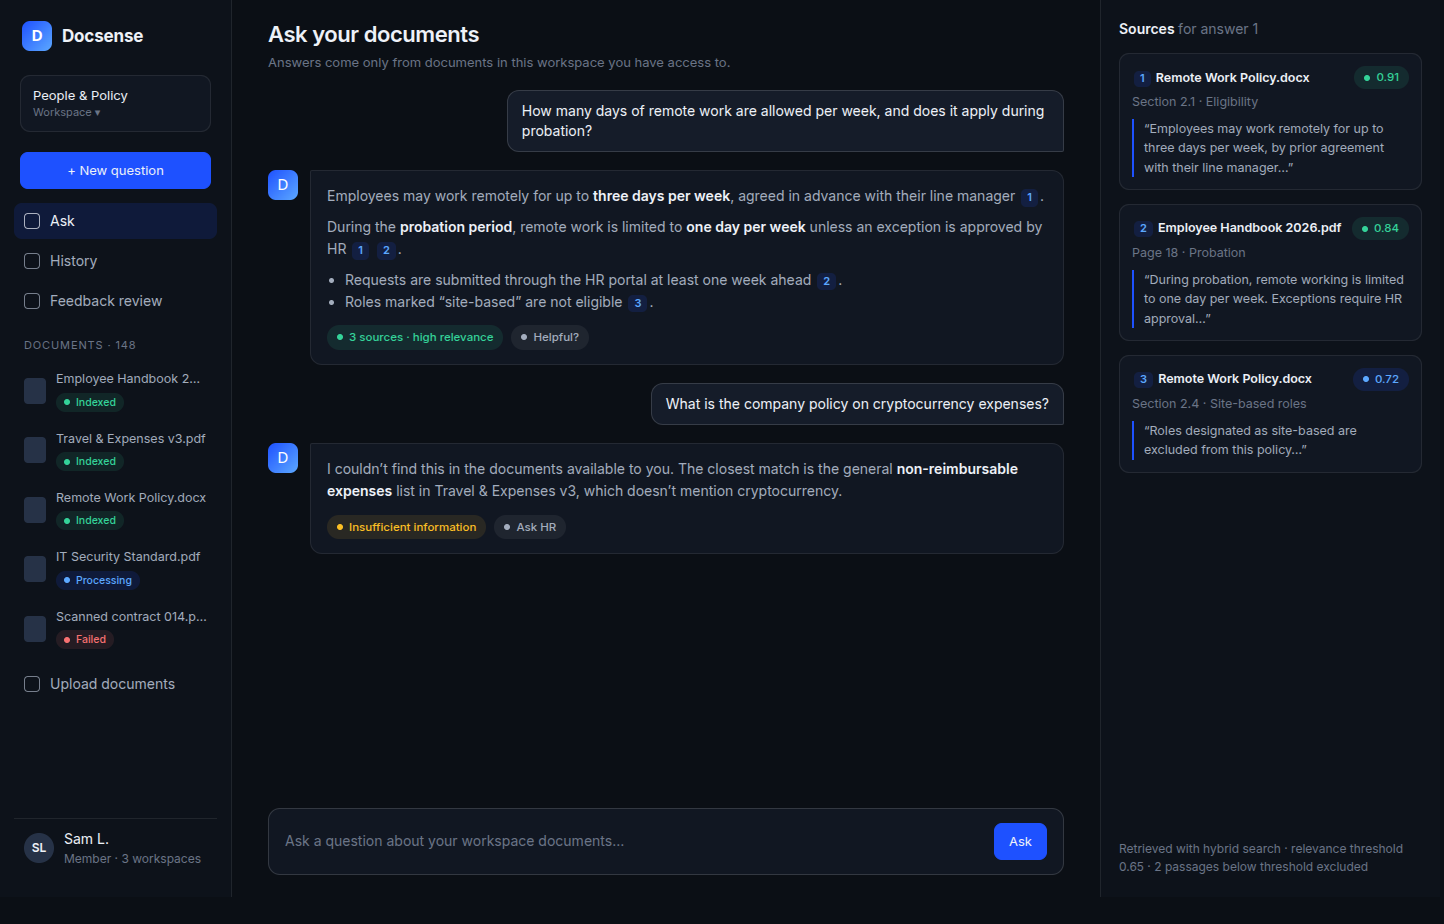 D Docsense
People & Policy
Workspace ▾
+ New question
Ask
History
Feedback review
DOCUMENTS · 148
Employee Handbook 2...
Indexed
Travel & Expenses v3.pdf
Indexed
Remote Work Policy.docx
Indexed
IT Security Standard.pdf
Processing
Scanned contract 014.p...
Failed
Upload documents
SL
Sam L.
Member · 3 workspaces
Ask your documents
Answers come only from documents in this workspace you have access to.
How many days of remote work are allowed per week, and does it apply during
probation?
D
Employees may work remotely for up to three days per week, agreed in advance with their line manager 1 .
During the probation period, remote work is limited to one day per week unless an exception is approved by
HR 1 2 .
• Requests are submitted through the HR portal at least one week ahead 2 .
• Roles marked “site-based” are not eligible 3 .
3 sources · high relevance
Helpful?
What is the company policy on cryptocurrency expenses?
D
I couldn’t find this in the documents available to you. The closest match is the general non-reimbursable
expenses list in Travel & Expenses v3, which doesn’t mention cryptocurrency.
Insufficient information
Ask HR
Ask a question about your workspace documents…
Ask
Sources for answer 1
1 Remote Work Policy.docx 0.91
Section 2.1 · Eligibility
“Employees may work remotely for up to
three days per week, by prior agreement
with their line manager…”
2 Employee Handbook 2026.pdf 0.84
Page 18 · Probation
“During probation, remote working is limited
to one day per week. Exceptions require HR
approval…”
3 Remote Work Policy.docx 0.72
Section 2.4 · Site-based roles
“Roles designated as site-based are
excluded from this policy…”
Retrieved with hybrid search · relevance threshold
0.65 · 2 passages below threshold excluded